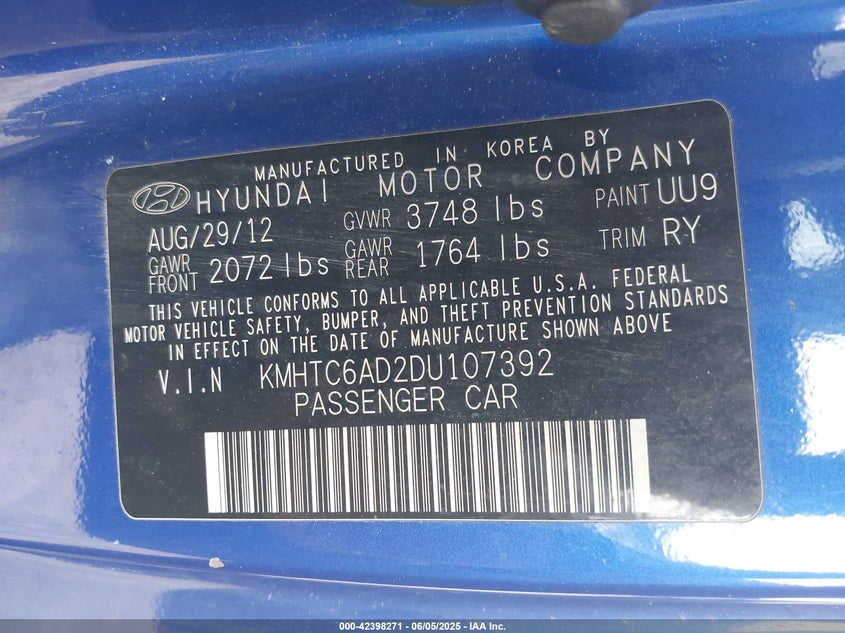 MANUFACTURED IN KOREA BY
HYUNDAI MOTOR COMPANY
AUG/29/12 GVWR 3748 lbs PAINT UU9
GAWR FRONT 2072 lbs GAWR REAR 1764 lbs TRIM RY
THIS VEHICLE CONFORMS TO ALL APPLICABLE U.S.A. FEDERAL
MOTOR VEHICLE SAFETY, BUMPER, AND THEFT PREVENTION STANDARDS
IN EFFECT ON THE DATE OF MANUFACTURE SHOWN ABOVE
V.I.N KMHTC6AD2DU107392
PASSENGER CAR
000-42398271 - 06/05/2025 - IAA Inc.